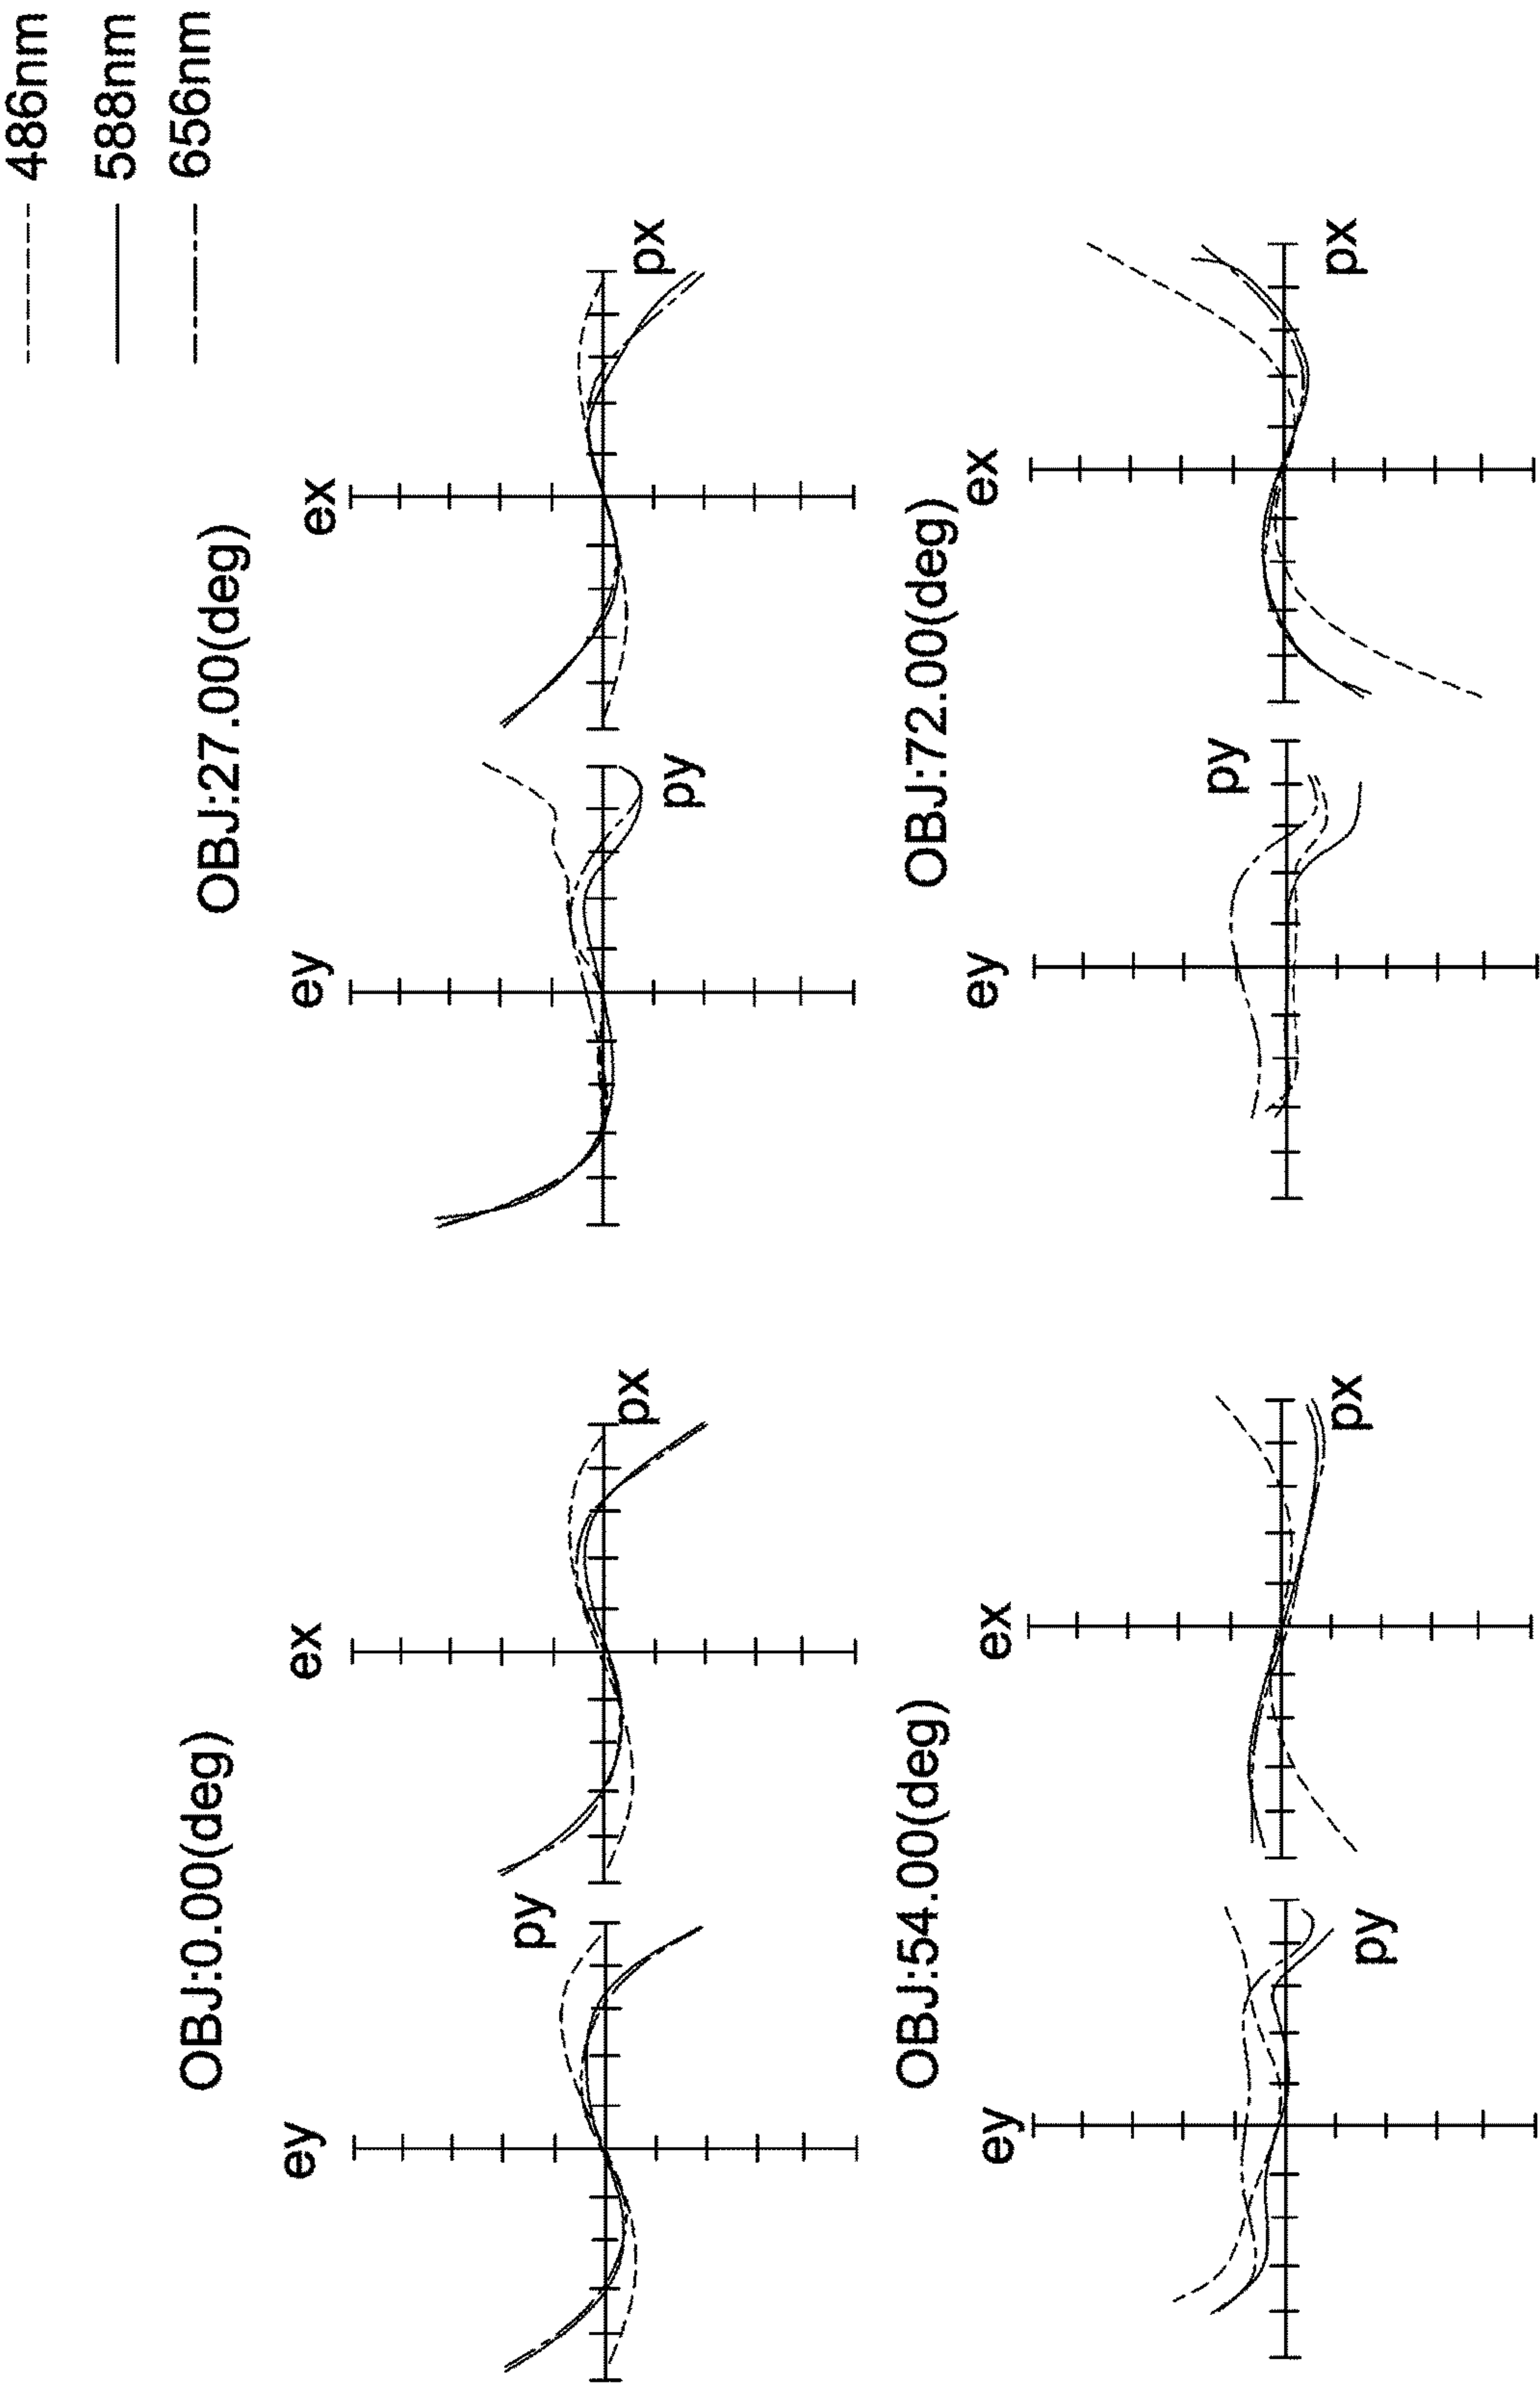 486nm
588nm
656nm
OBJ:0.00(deg)
ey
py
ex
px
OBJ:27.00(deg)
ey
py
ex
px
OBJ:54.00(deg)
ey
py
ex
px
OBJ:72.00(deg)
ey
py
ex
px